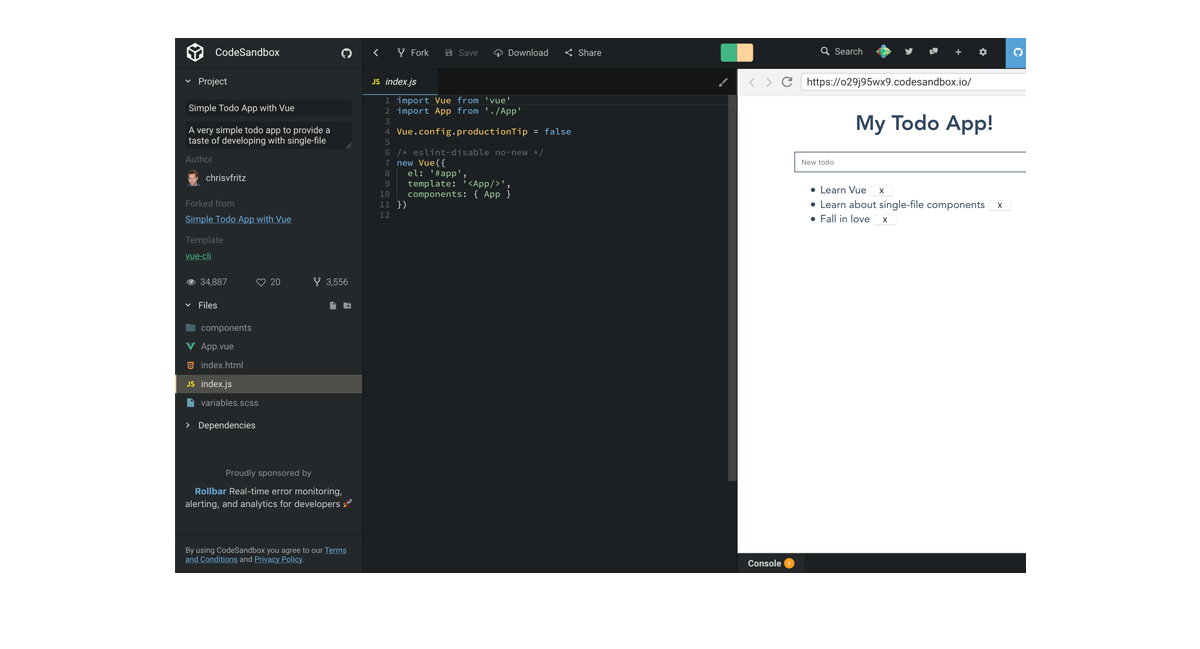 CodeSandbox
Project
Simple Todo App with Vue
A very simple todo app to provide a
taste of developing with single-file
Author
chrisvfritz
Forked from
Simple Todo App with Vue
Template
vue-cli
34,887 20 3,556
Files
components
App.vue
index.html
JS index.js
variables.scss
Dependencies
Proudly sponsored by
Rollbar Real-time error monitoring,
alerting, and analytics for developers 🚀
By using CodeSandbox you agree to our Terms
and Conditions and Privacy Policy.
Fork Save Download Share
Search
JS index.js
1 import Vue from 'vue'
2 import App from './App'
3
4 Vue.config.productionTip = false
5
6 /* eslint-disable no-new */
7 new Vue({
8 el: '#app',
9 template: '<App/>',
10 components: { App }
11 })
12
https://o29j95wx9.codesandbox.io/
My Todo App!
New todo
• Learn Vue x
• Learn about single-file components x
• Fall in love x
Console !